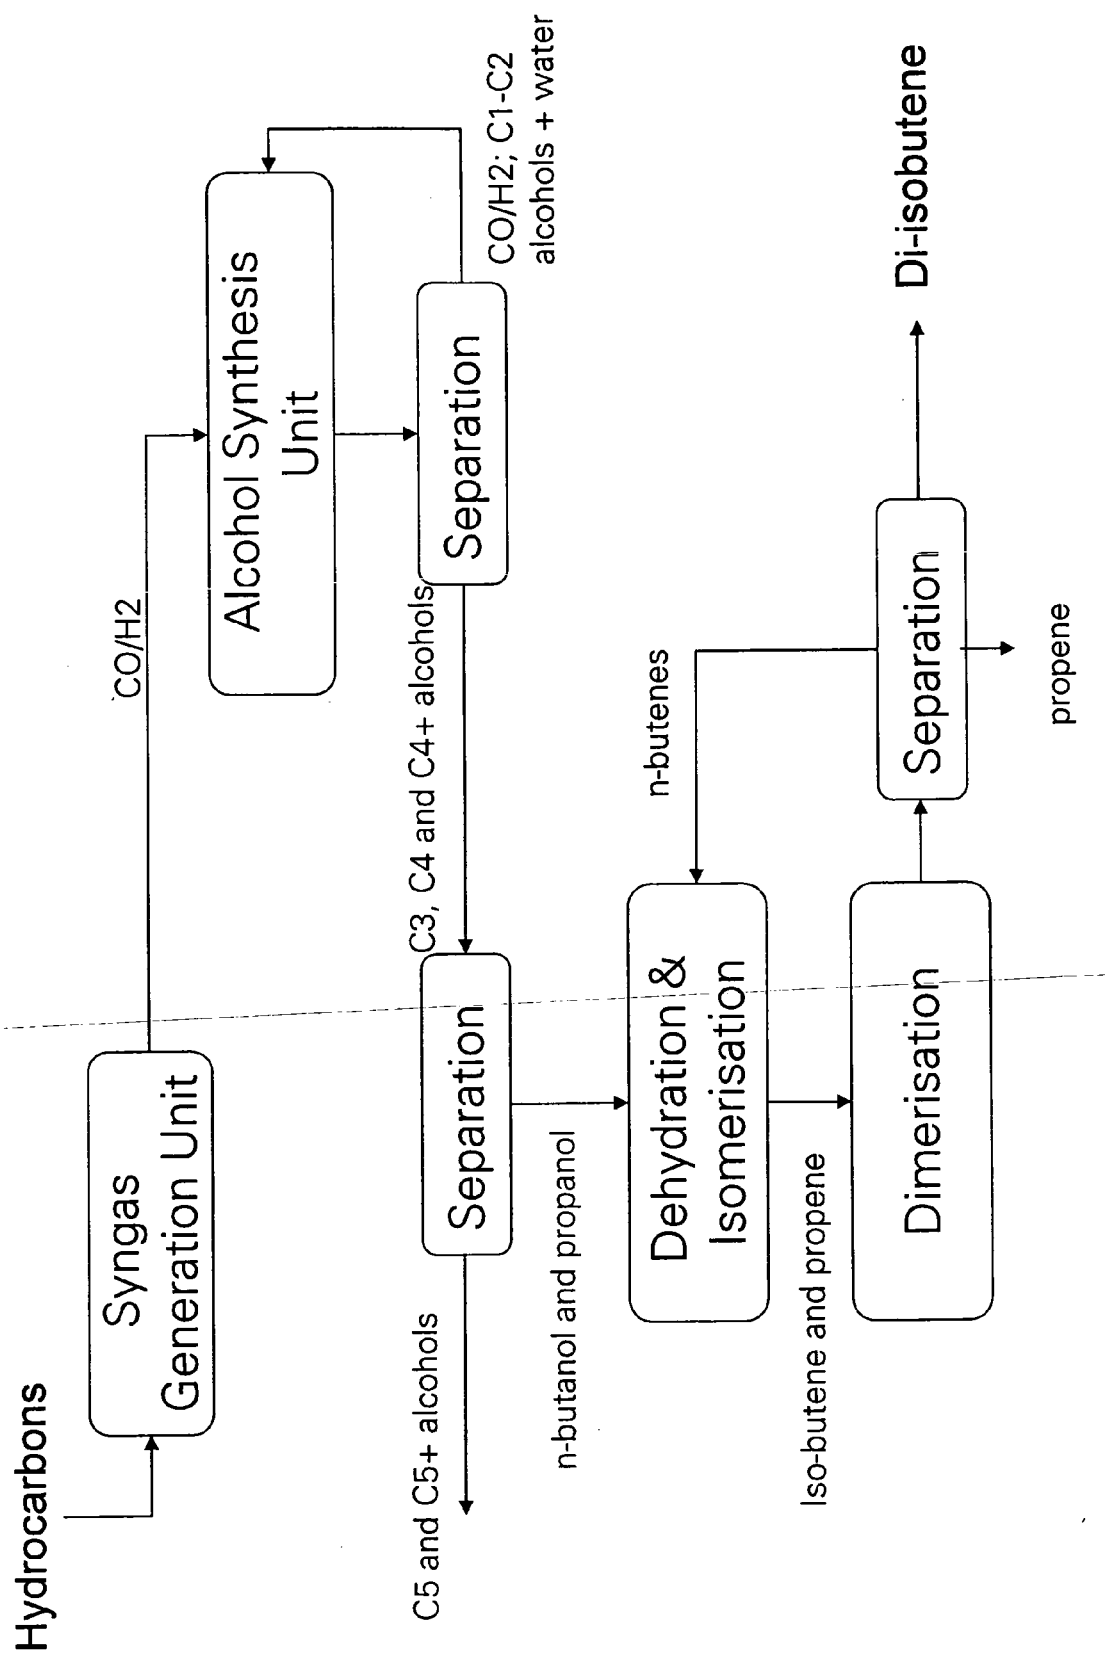 Hydrocarbons
Syngas
Generation Unit
CO/H2
Alcohol Synthesis
Unit
Separation
CO/H2; C1-C2
alcohols + water
C3, C4 and C4+ alcohols
Separation
C5 and C5+ alcohols
n-butanol and propanol
Dehydration &
Isomerisation
n-butenes
Iso-butene and propene
Dimerisation
Separation
propene
Di-isobutene